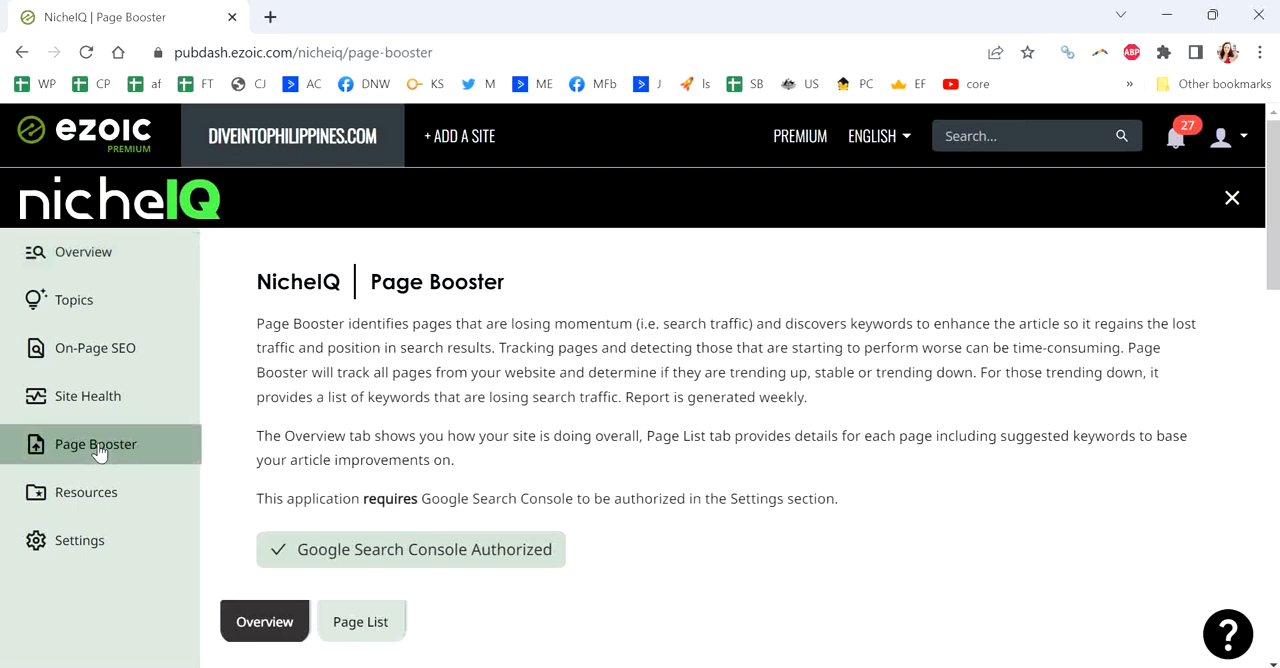 NicheIQ | Page Booster
pubdash.ezoic.com/nicheiq/page-booster
ABP
WP CP af FT CJ AC DNW KS M ME MFb J ls SB US PC EF core » Other bookmarks
ezoic
PREMIUM
DIVEINTOPHILIPPINES.COM
+ ADD A SITE
PREMIUM
ENGLISH
Search...
27
nicheIQ
Overview
Topics
On-Page SEO
Site Health
Page Booster
Resources
Settings
NicheIQ | Page Booster
Page Booster identifies pages that are losing momentum (i.e. search traffic) and discovers keywords to enhance the article so it regains the lost
traffic and position in search results. Tracking pages and detecting those that are starting to perform worse can be time-consuming. Page
Booster will track all pages from your website and determine if they are trending up, stable or trending down. For those trending down, it
provides a list of keywords that are losing search traffic. Report is generated weekly.
The Overview tab shows you how your site is doing overall, Page List tab provides details for each page including suggested keywords to base
your article improvements on.
This application requires Google Search Console to be authorized in the Settings section.
Google Search Console Authorized
Overview
Page List
?